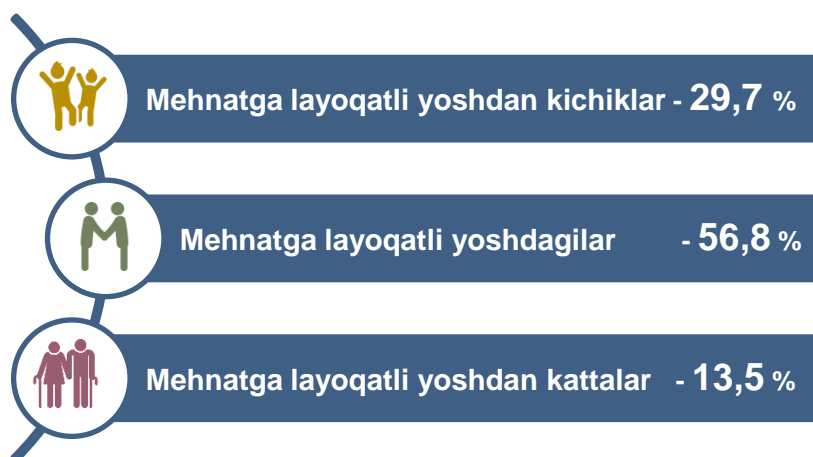 Mehnatga layoqatli yoshdan kichiklar - 29,7 %
Mehnatga layoqatli yoshdagilar - 56,8 %
Mehnatga layoqatli yoshdan kattalar - 13,5 %